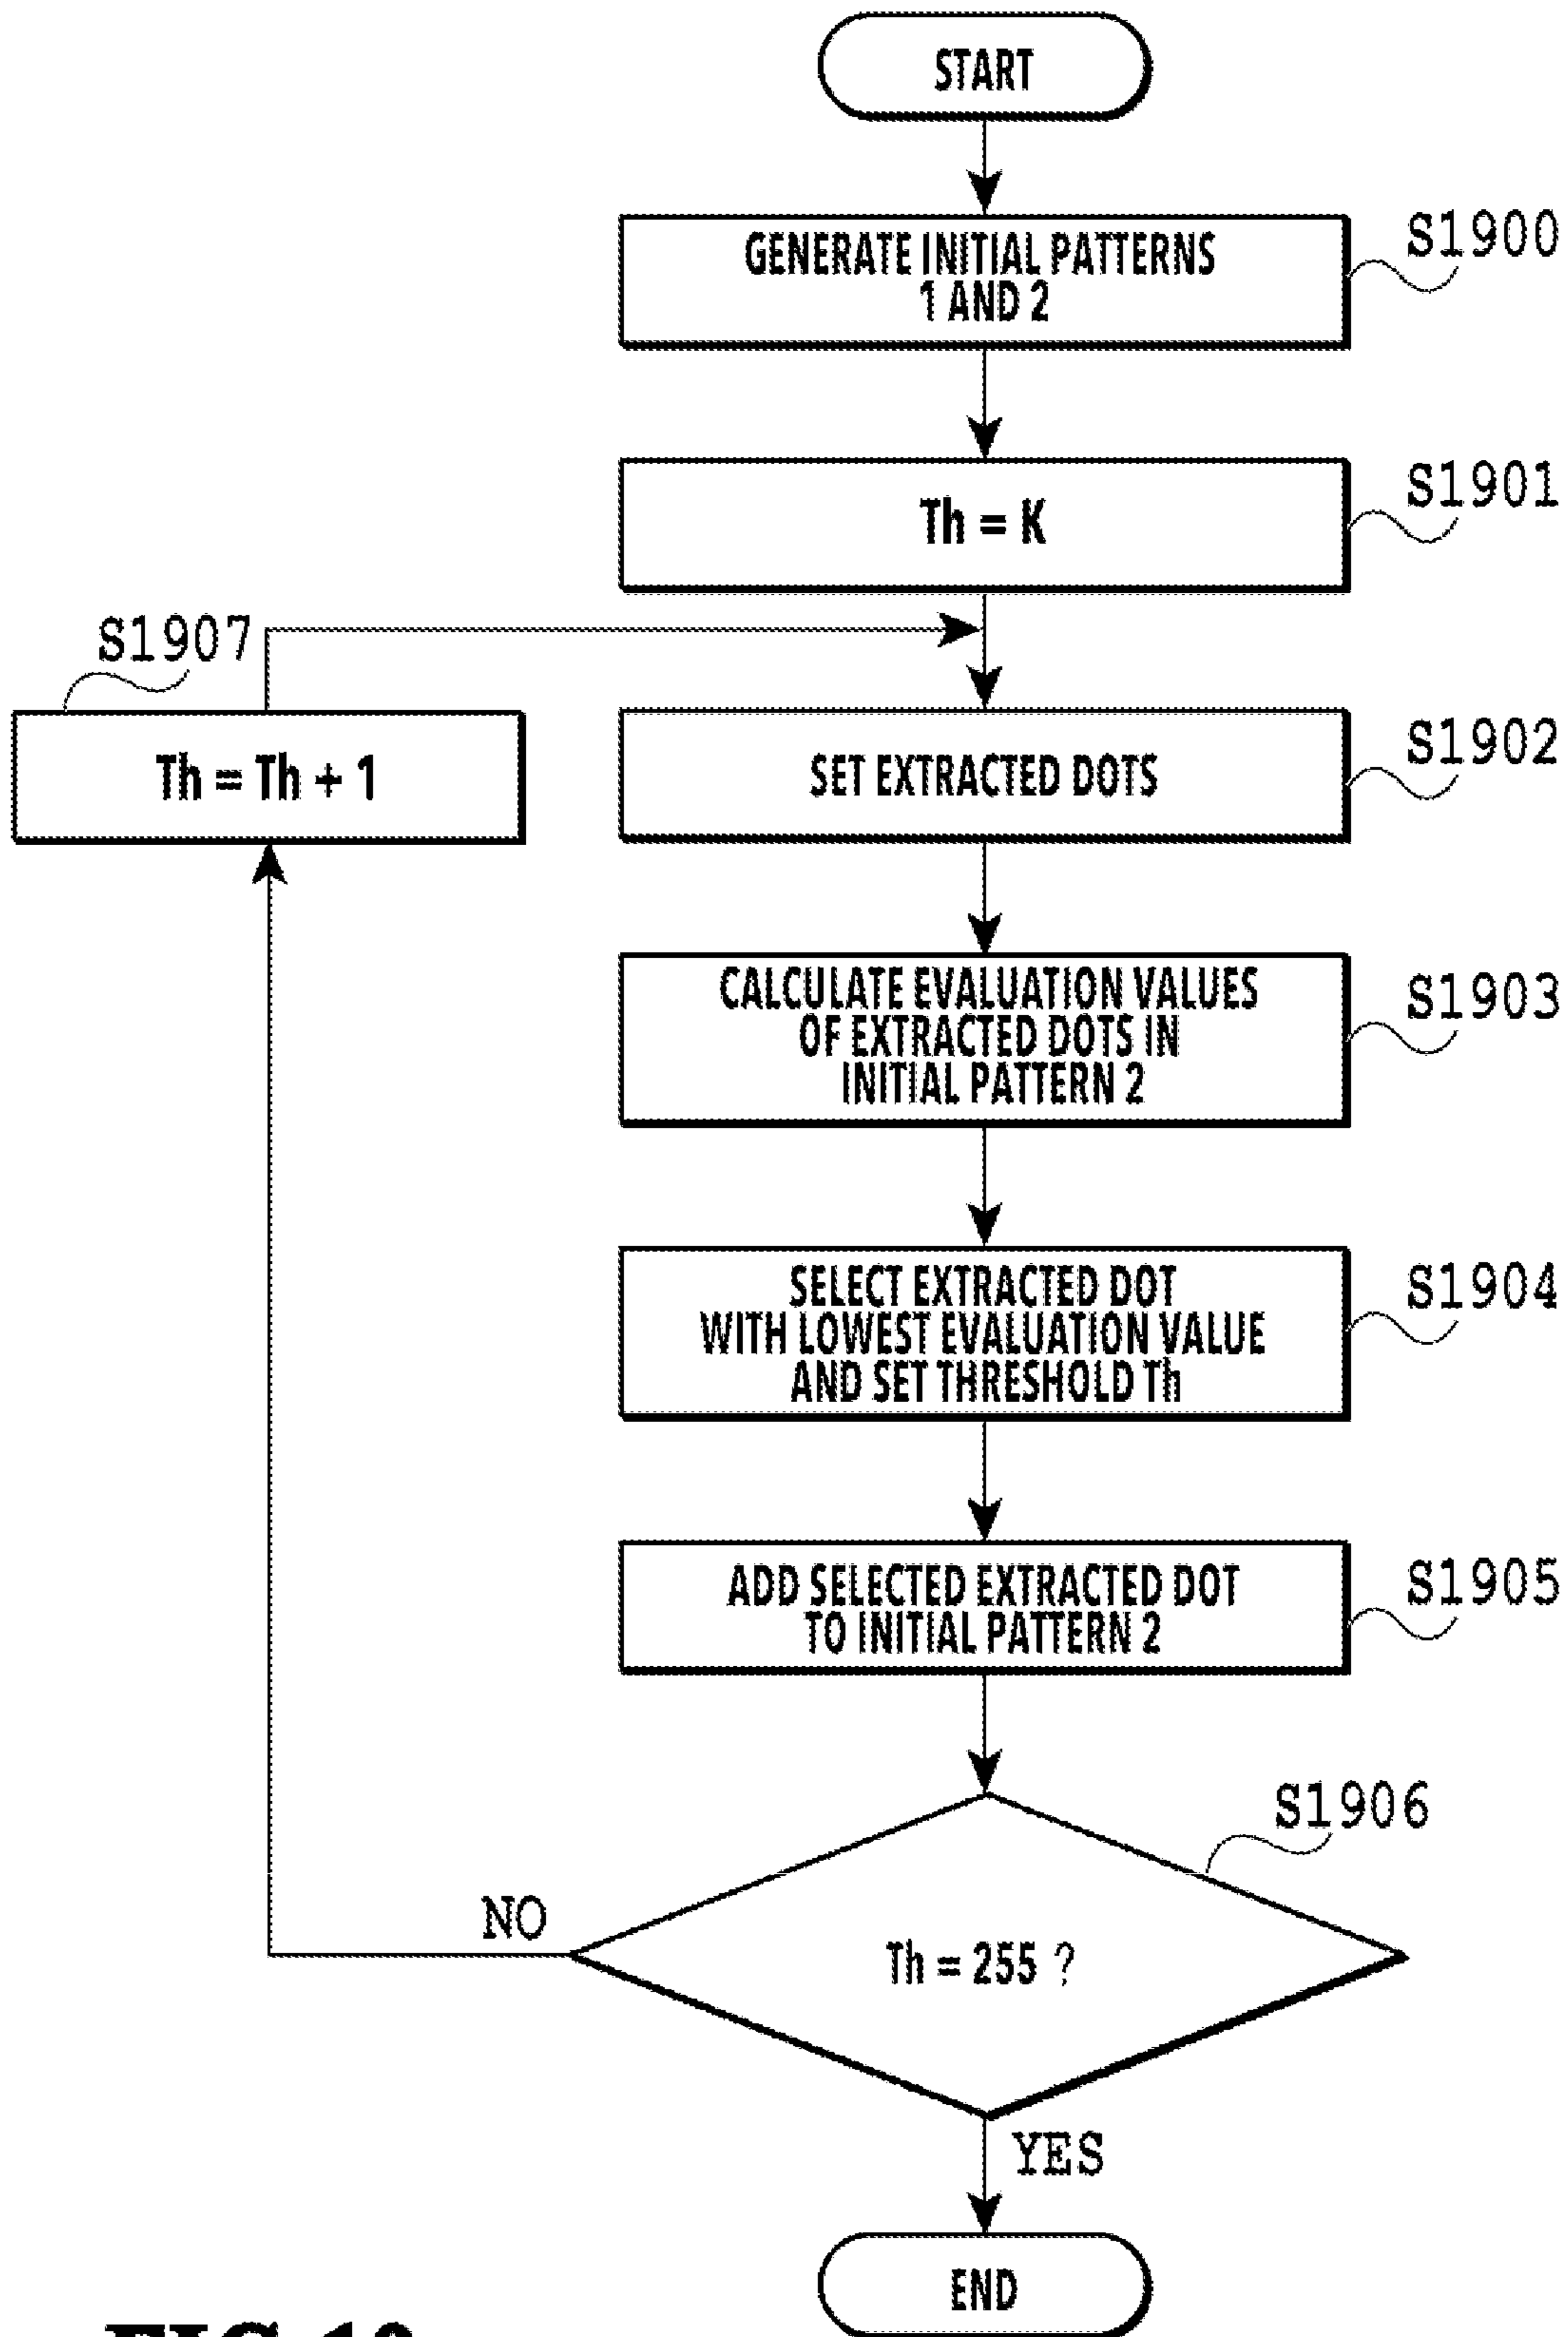 START
GENERATE INITIAL PATTERNS
1 AND 2
S1900
Th = K
S1901
S1907
Th = Th + 1
SET EXTRACTED DOTS
S1902
CALCULATE EVALUATION VALUES
OF EXTRACTED DOTS IN
INITIAL PATTERN 2
S1903
SELECT EXTRACTED DOT
WITH LOWEST EVALUATION VALUE
AND SET THRESHOLD Th
S1904
ADD SELECTED EXTRACTED DOT
TO INITIAL PATTERN 2
S1905
S1906
NO
Th = 255 ?
YES
END